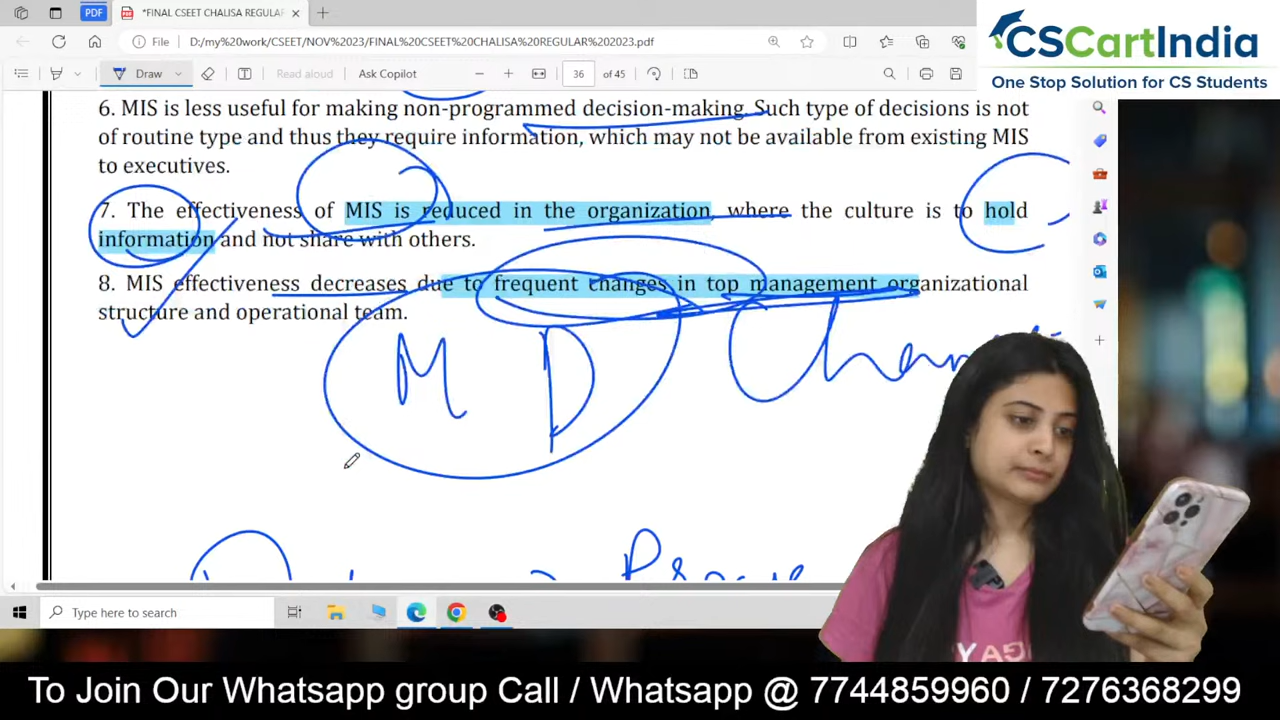 PDF
*FINAL CSEET CHALISA REGULAR
File
D:/my%20work/CSEET/NOV%2023/FINAL%20CSEET%20CHALISA%20REGULAR%202023.pdf
Draw
Read aloud
Ask Copilot
36 of 45
CSCartIndia
One Stop Solution for CS Students
6. MIS is less useful for making non-programmed decision-making. Such type of decisions is not
of routine type and thus they require information, which may not be available from existing MIS
to executives.
7. The effectiveness of MIS is reduced in the organization, where the culture is to hold
information and not share with others.
8. MIS effectiveness decreases due to frequent changes in top management organizational
structure and operational team.
M D
Type here to search
To Join Our Whatsapp group Call / Whatsapp @ 7744859960 / 7276368299